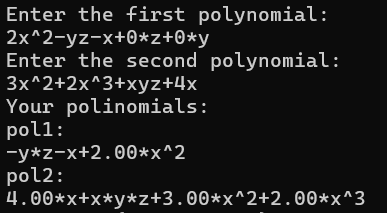 Enter the first polynomial:
2x^2-yz-x+0*z+0*y
Enter the second polynomial:
3x^2+2x^3+xyz+4x
Your polinomials:
pol1:
-y*z-x+2.00*x^2
pol2:
4.00*x+x*y*z+3.00*x^2+2.00*x^3